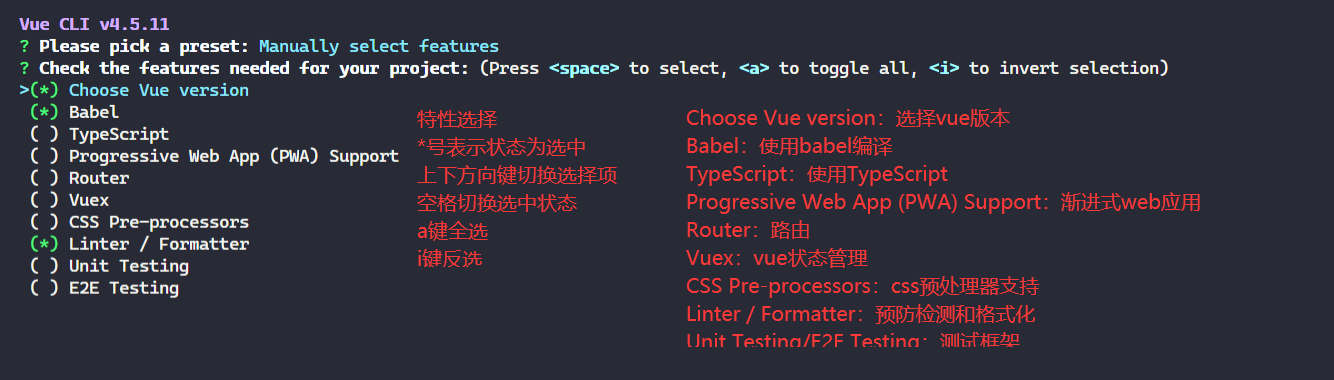 Vue CLI v4.5.11
? Please pick a preset: Manually select features
? Check the features needed for your project: (Press <space> to select, <a> to toggle all, <i> to invert selection)
>(*) Choose Vue version
(*) Babel
( ) TypeScript
( ) Progressive Web App (PWA) Support
( ) Router
( ) Vuex
( ) CSS Pre-processors
(*) Linter / Formatter
( ) Unit Testing
( ) E2E Testing
特性选择
*号表示状态为选中
上下方向键切换选择项
空格切换选中状态
a键全选
i键反选
Choose Vue version：选择vue版本
Babel：使用babel编译
TypeScript：使用TypeScript
Progressive Web App (PWA) Support：渐进式web应用
Router：路由
Vuex：vue状态管理
CSS Pre-processors：css预处理器支持
Linter / Formatter：预防检测和格式化
Unit Testing/E2E Testing：测试框架